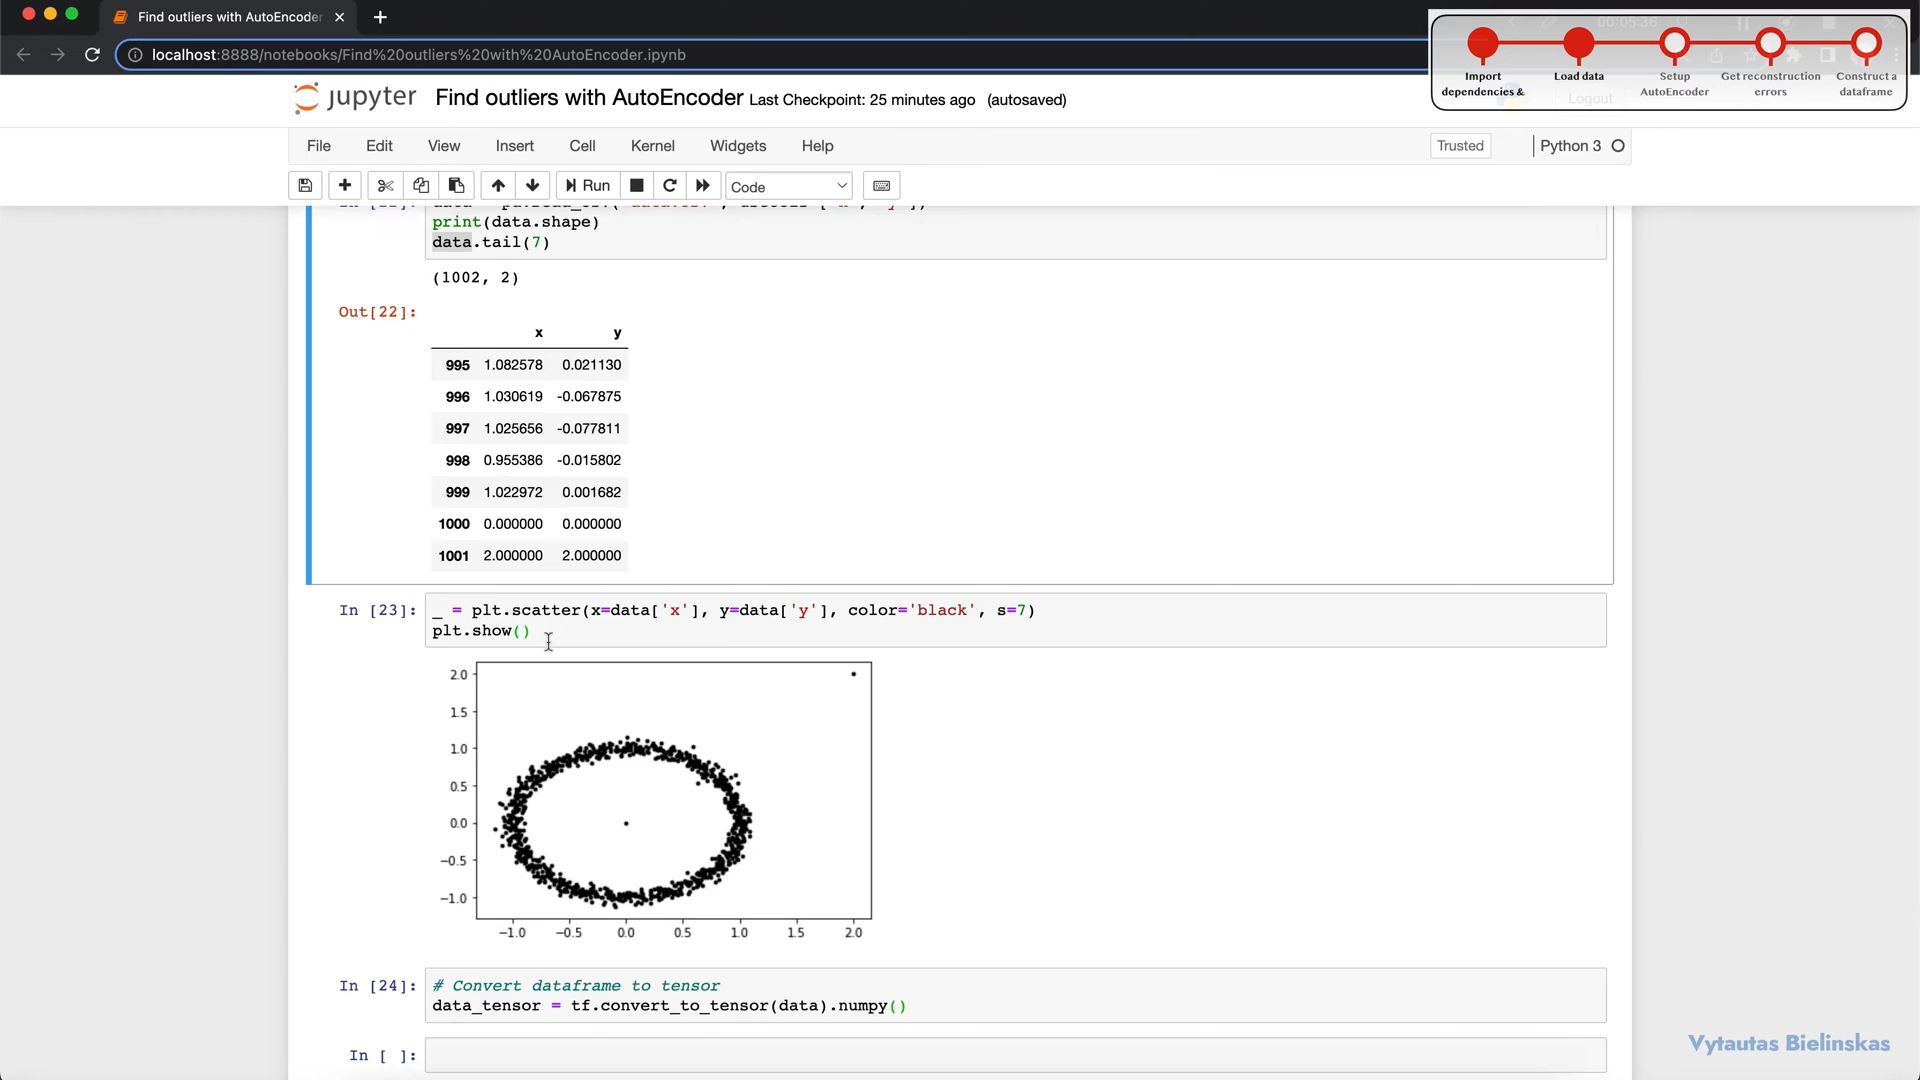 Find outliers with AutoEncoder
localhost:8888/notebooks/Find%20outliers%20with%20AutoEncoder.ipynb
00:05:36
Import dependencies &
Load data
Setup AutoEncoder
Get reconstruction errors
Construct a dataframe
jupyter Find outliers with AutoEncoder Last Checkpoint: 25 minutes ago (autosaved)
Logout
File Edit View Insert Cell Kernel Widgets Help
Trusted
Python 3
Run
Code
print(data.shape)
data.tail(7)
(1002, 2)
Out[22]:
x y
995 1.082578 0.021130
996 1.030619 -0.067875
997 1.025656 -0.077811
998 0.955386 -0.015802
999 1.022972 0.001682
1000 0.000000 0.000000
1001 2.000000 2.000000
In [23]: _ = plt.scatter(x=data['x'], y=data['y'], color='black', s=7)
plt.show()
2.0
1.5
1.0
0.5
0.0
−0.5
−1.0
−1.0 −0.5 0.0 0.5 1.0 1.5 2.0
In [24]: # Convert dataframe to tensor
data_tensor = tf.convert_to_tensor(data).numpy()
In [ ]:
Vytautas Bielinskas